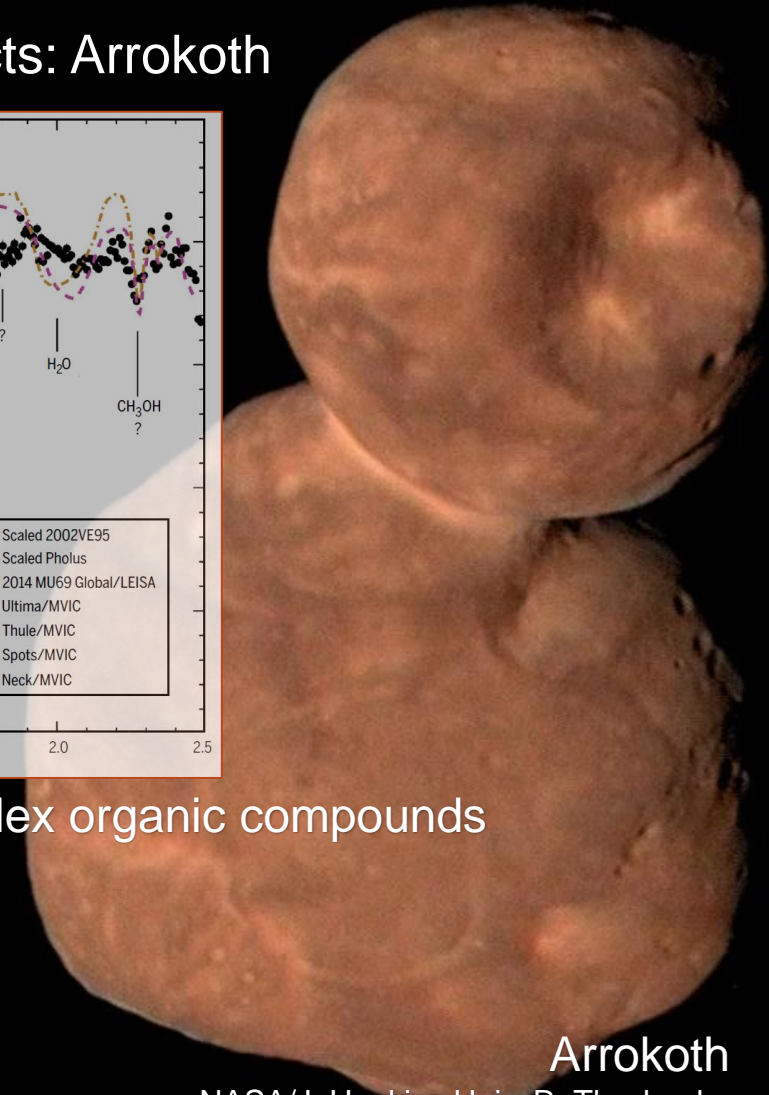 cts: Arrokoth
?
H₂O
CH₃OH
?
Scaled 2002VE95
Scaled Pholus
2014 MU69 Global/LEISA
Ultima/MVIC
Thule/MVIC
Spots/MVIC
Neck/MVIC
2.0 2.5
lex organic compounds
Arrokoth